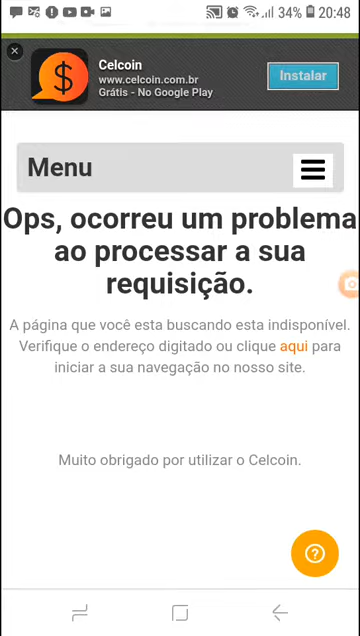 34% 20:48
Celcoin
www.celcoin.com.br
Grátis - No Google Play
Instalar
Menu
Ops, ocorreu um problema
ao processar a sua
requisição.
A página que você esta buscando esta indisponível.
Verifique o endereço digitado ou clique aqui para
iniciar a sua navegação no nosso site.
Muito obrigado por utilizar o Celcoin.